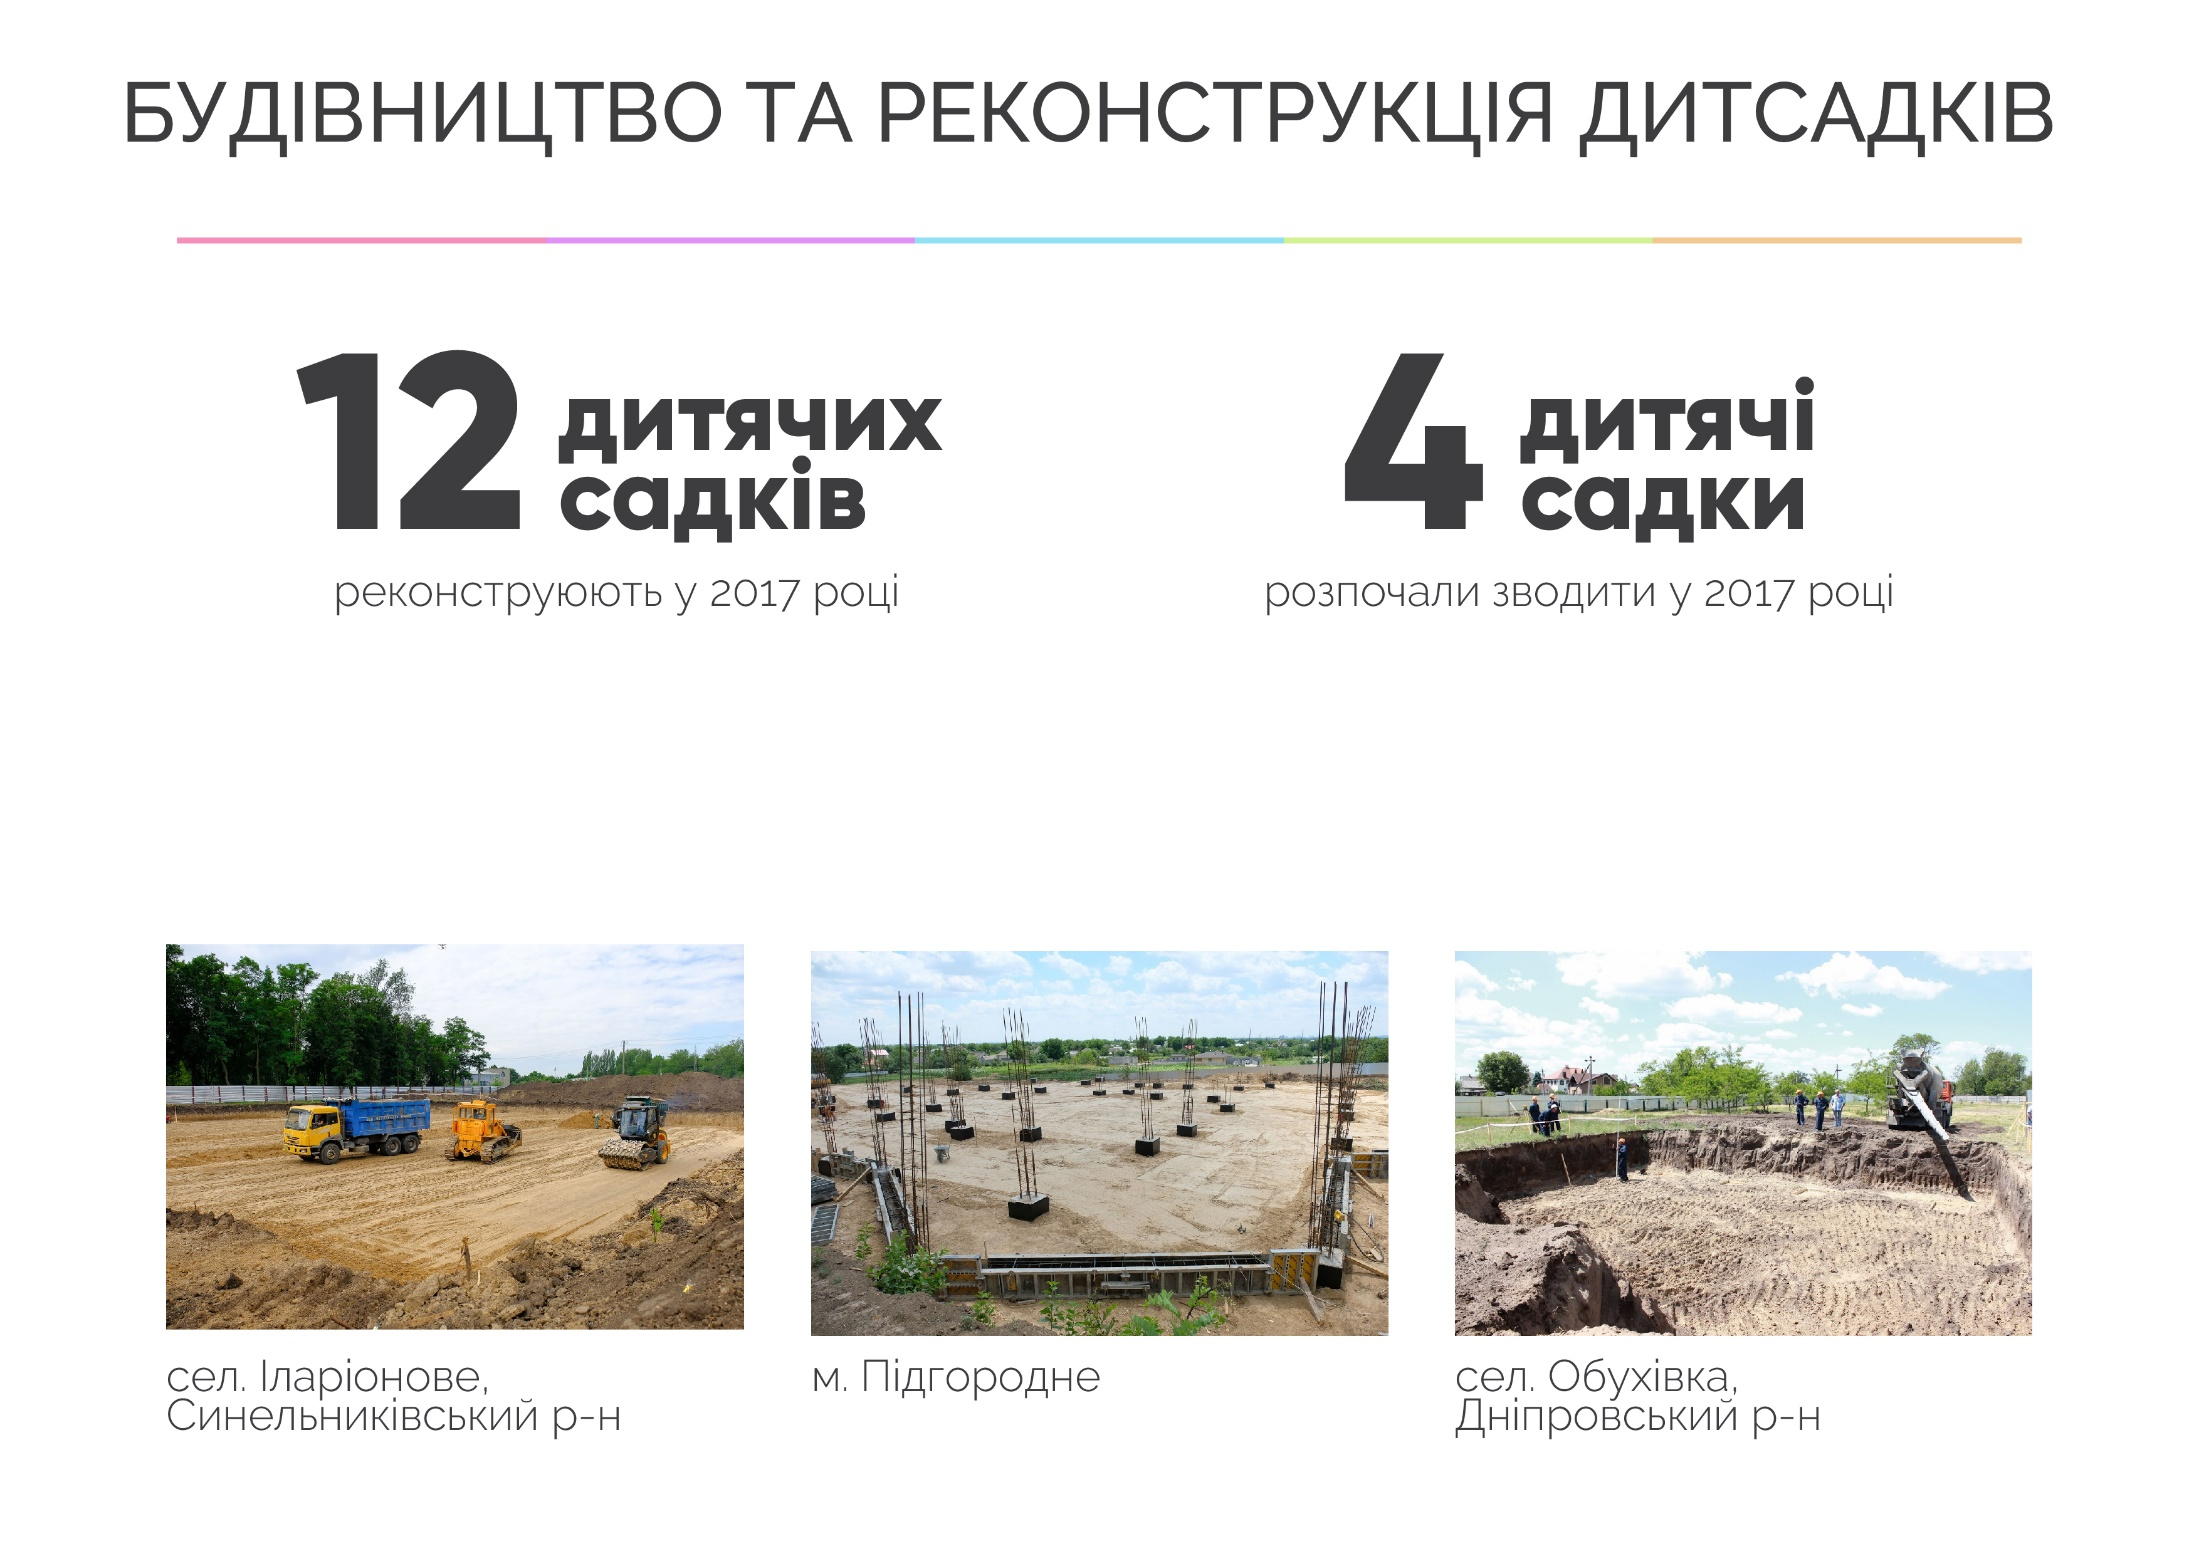 БУДІВНИЦТВО ТА РЕКОНСТРУКЦІЯ ДИТСАДКІВ
12 дитячих
садків
реконструюють у 2017 році
4 дитячі
садки
розпочали зводити у 2017 році
сел. Іларіонове,
Синельниківський р-н
м. Підгородне
сел. Обухівка,
Дніпровський р-н